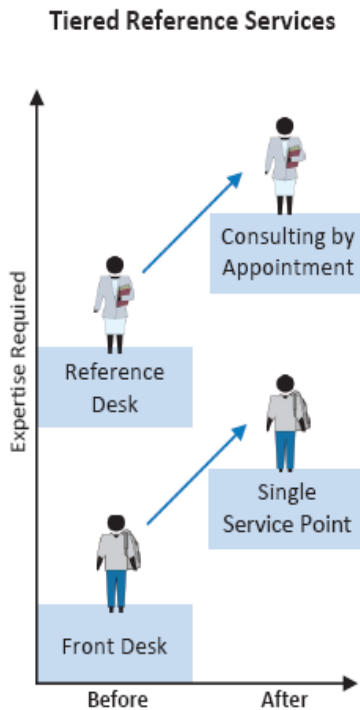 Tiered Reference Services
Consulting by
Appointment
Reference
Desk
Single
Service Point
Front Desk
Expertise Required
Before
After